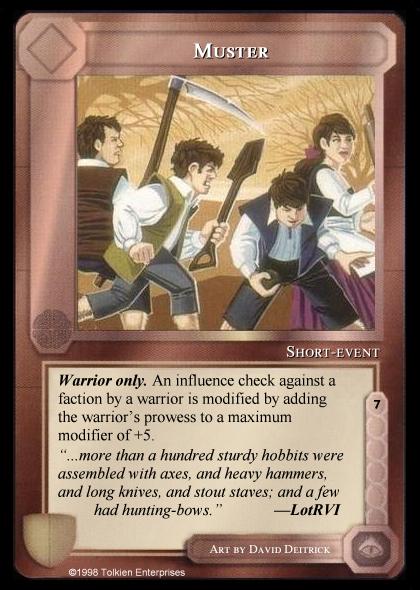 MUSTER
SHORT-EVENT
Warrior only. An influence check against a
faction by a warrior is modified by adding
the warrior's prowess to a maximum
modifier of +5.
7
“...more than a hundred sturdy hobbits were
assembled with axes, and heavy hammers,
and long knives, and stout staves; and a few
had hunting-bows.” —LotRVI
ART BY DAVID DEITRICK
©1998 Tolkien Enterprises